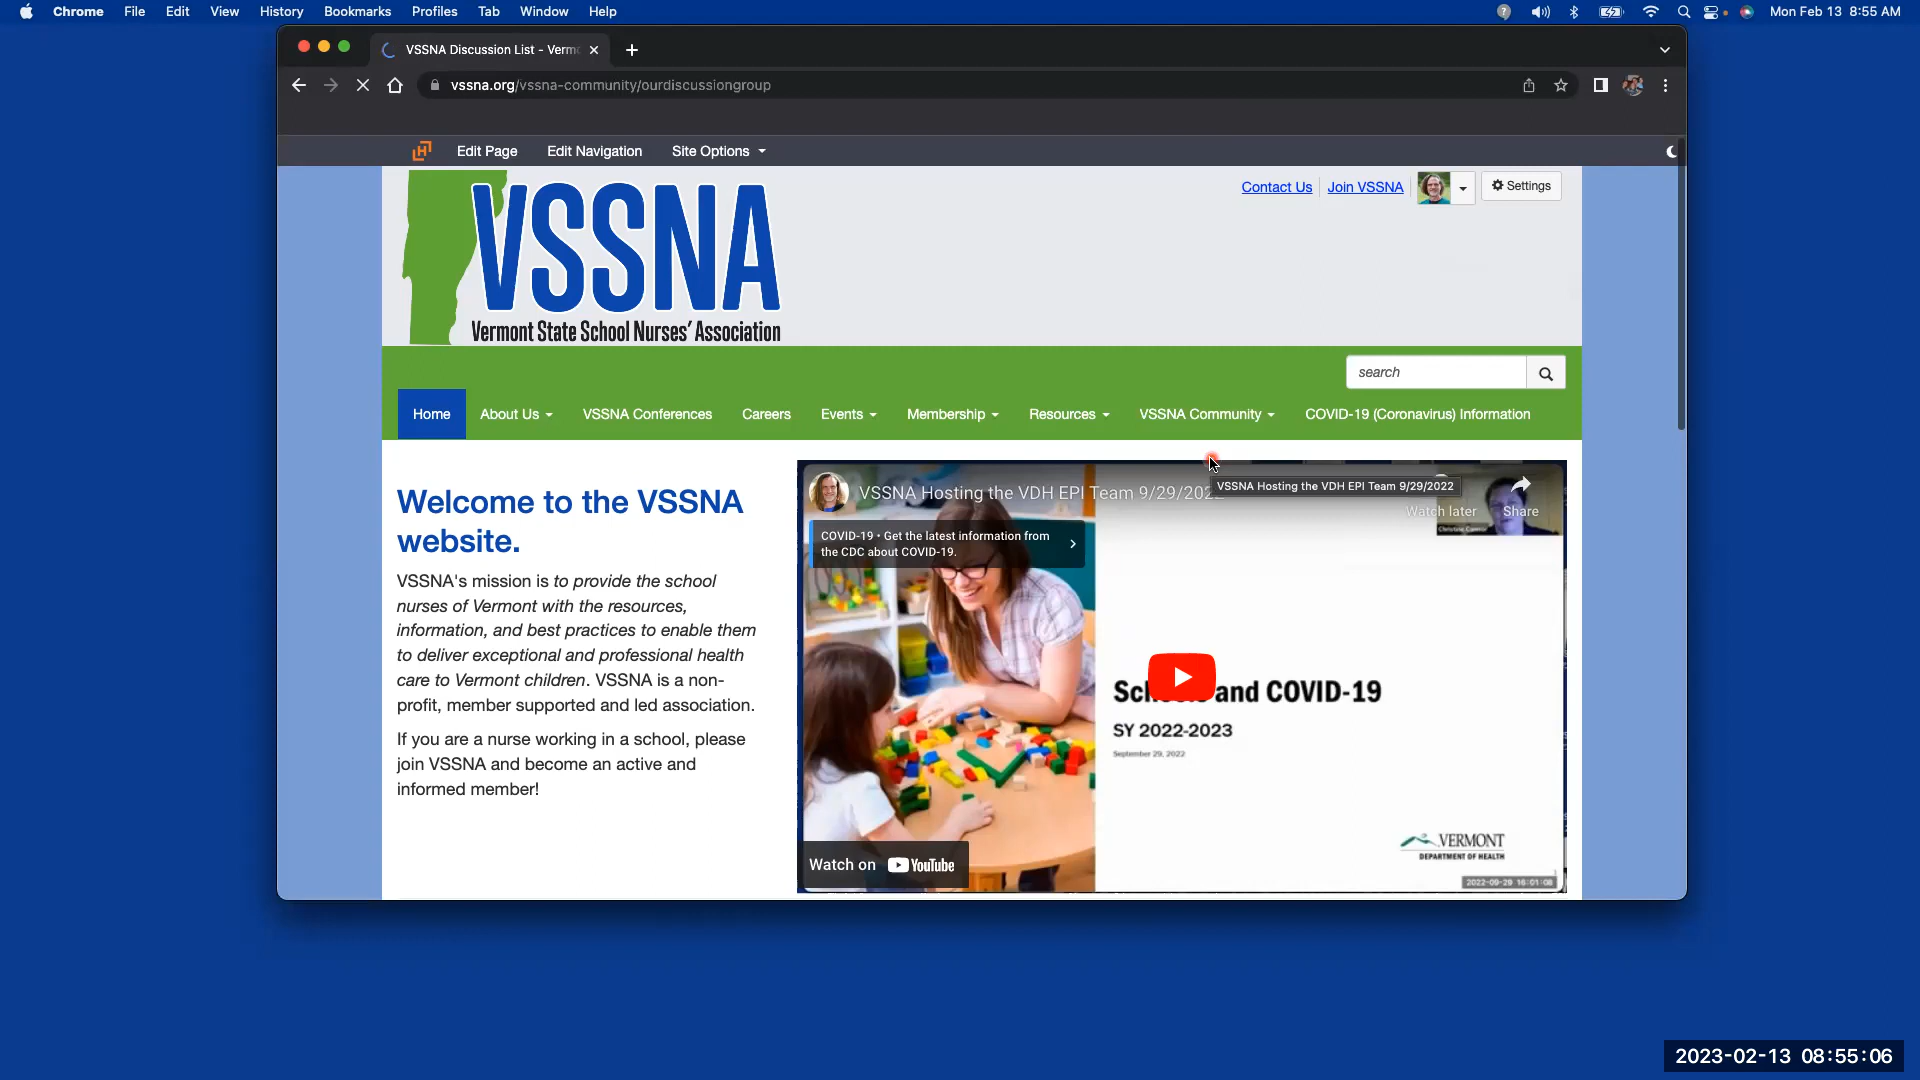 Chrome File Edit View History Bookmarks Profiles Tab Window Help Mon Feb 13 8:55 AM
VSSNA Discussion List - Verm
vssna.org/vssna-community/ourdiscussiongroup
Edit Page Edit Navigation Site Options
Contact Us Join VSSNA Settings
VSSNA
Vermont State School Nurses' Association
search
Home About Us VSSNA Conferences Careers Events Membership Resources VSSNA Community COVID-19 (Coronavirus) Information
Welcome to the VSSNA
website.
VSSNA's mission is to provide the school
nurses of Vermont with the resources,
information, and best practices to enable them
to deliver exceptional and professional health
care to Vermont children. VSSNA is a non-
profit, member supported and led association.
If you are a nurse working in a school, please
join VSSNA and become an active and
informed member!
VSSNA Hosting the VDH EPI Team 9/29/202
VSSNA Hosting the VDH EPI Team 9/29/2022
Watch later Share
COVID-19 • Get the latest information from
the CDC about COVID-19.
and COVID-19
SY 2022-2023
September 29, 2022
VERMONT
DEPARTMENT OF HEALTH
Watch on YouTube
2022-09-29 16:01:08
2023-02-13 08:55:06